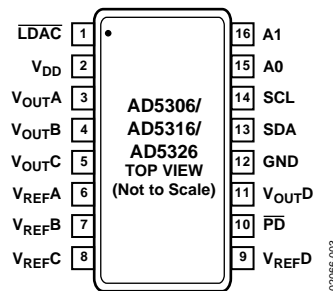 LDAC 1
VDD 2
VOUTA 3
VOUTB 4
VOUTC 5
VREFA 6
VREFB 7
VREFC 8
AD5306/
AD5316/
AD5326
TOP VIEW
(Not to Scale)
16 A1
15 A0
14 SCL
13 SDA
12 GND
11 VOUTD
10 PD
9 VREFD
02066-003